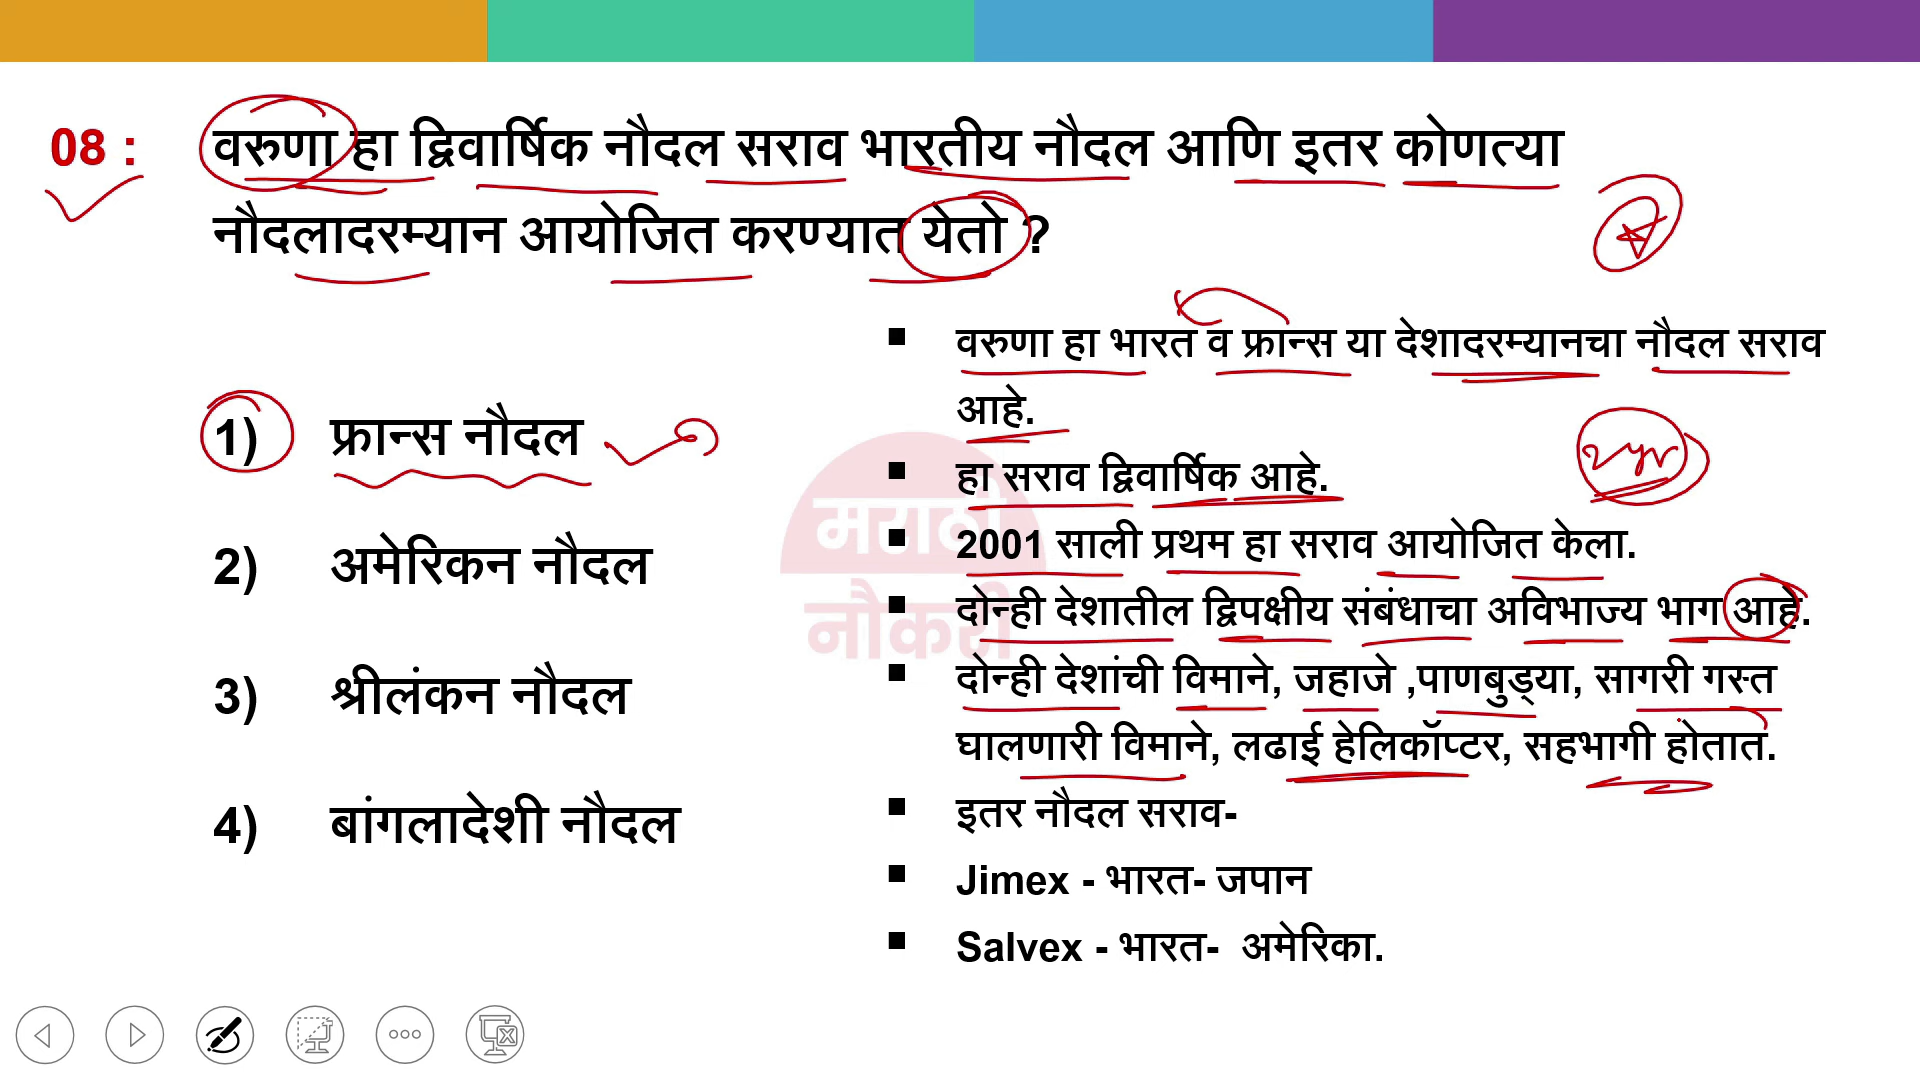 08 : वरुणा हा द्विवार्षिक नौदल सराव भारतीय नौदल आणि इतर कोणत्या
नौदलादरम्यान आयोजित करण्यात येतो ?
1) फ्रान्स नौदल
2) अमेरिकन नौदल
3) श्रीलंकन नौदल
4) बांगलादेशी नौदल
▪ वरुणा हा भारत व फ्रान्स या देशादरम्यानचा नौदल सराव
आहे.
2yr
▪ हा सराव द्विवार्षिक आहे.
▪ 2001 साली प्रथम हा सराव आयोजित केला.
▪ दोन्ही देशातील द्विपक्षीय संबंधाचा अविभाज्य भाग आहे.
▪ दोन्ही देशांची विमाने, जहाजे ,पाणबुड्या, सागरी गस्त
घालणारी विमाने, लढाई हेलिकॉप्टर, सहभागी होतात.
▪ इतर नौदल सराव-
▪ Jimex - भारत- जपान
▪ Salvex - भारत- अमेरिका.
मराठी
नौकरी